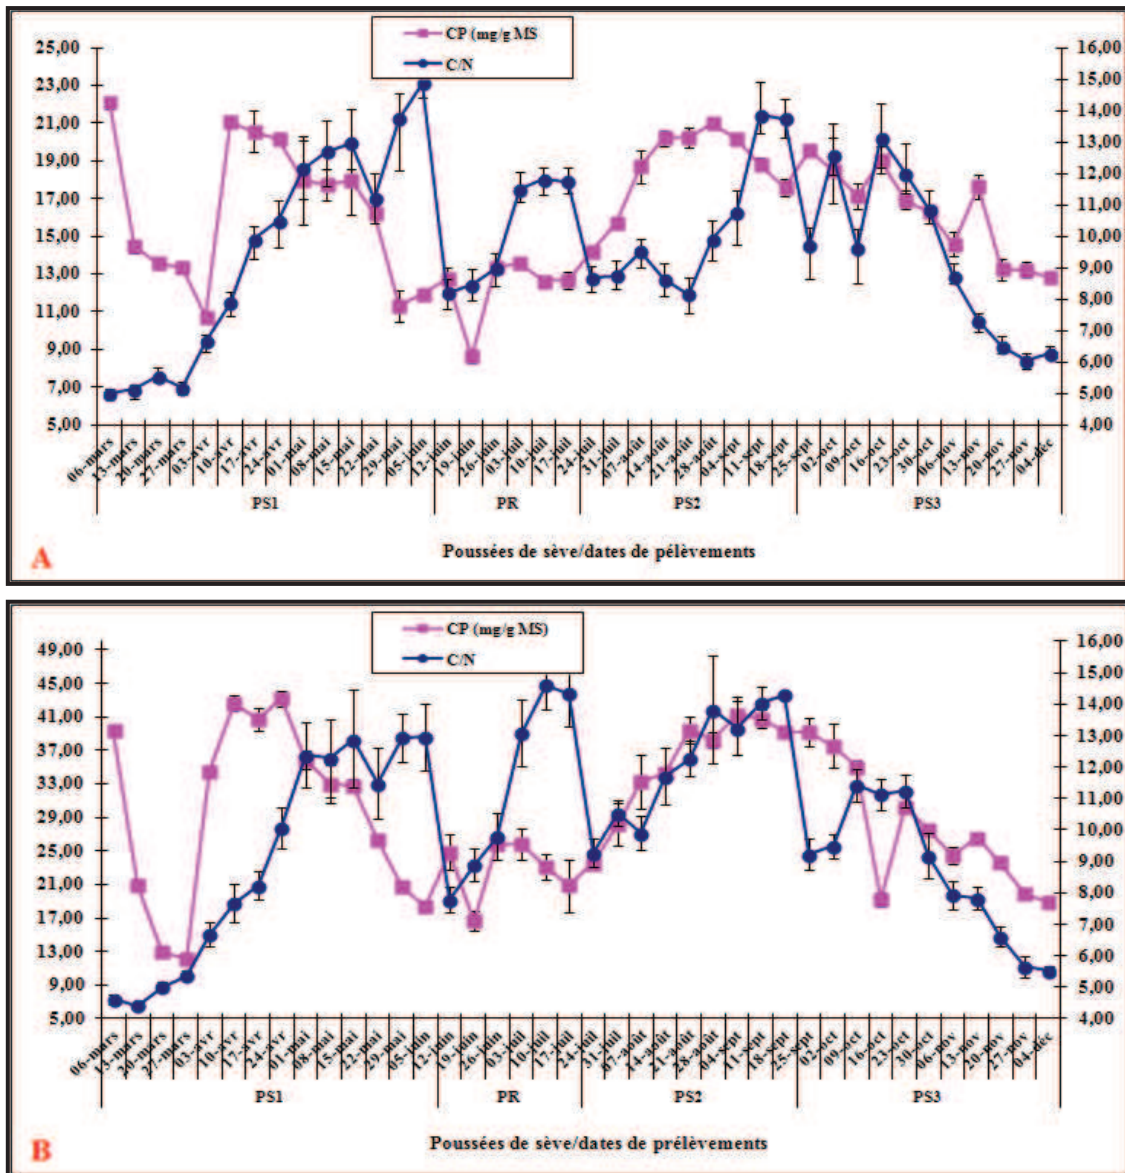 CP (mg/g MS
C/N
25,00
23,00
21,00
19,00
17,00
15,00
13,00
11,00
9,00
7,00
5,00
16,00
15,00
14,00
13,00
12,00
11,00
10,00
9,00
8,00
7,00
6,00
5,00
4,00
06-mars
13-mars
20-mars
27-mars
03-avr
10-avr
17-avr
24-avr
01-mai
08-mai
15-mai
22-mai
29-mai
05-juin
12-juin
19-juin
26-juin
03-juil
10-juil
17-juil
24-juil
31-juil
07-août
14-août
21-août
28-août
04-sept
11-sept
18-sept
25-sept
02-oct
09-oct
16-oct
23-oct
30-oct
06-nov
13-nov
20-nov
27-nov
04-déc
PS1 PR PS2 PS3
Poussées de sève/dates de pélèvements
A
CP (mg/g MS)
C/N
49,00
45,00
41,00
37,00
33,00
29,00
25,00
21,00
17,00
13,00
9,00
5,00
16,00
15,00
14,00
13,00
12,00
11,00
10,00
9,00
8,00
7,00
6,00
5,00
4,00
06-mars
13-mars
20-mars
27-mars
03-avr
10-avr
17-avr
24-avr
01-mai
08-mai
15-mai
22-mai
29-mai
05-juin
12-juin
19-juin
26-juin
03-juil
10-juil
17-juil
24-juil
31-juil
07-août
14-août
21-août
28-août
04-sept
11-sept
18-sept
25-sept
02-oct
09-oct
16-oct
23-oct
30-oct
06-nov
13-nov
20-nov
27-nov
04-déc
PS1 PR PS2 PS3
Poussées de sève/dates de prélèvements
B